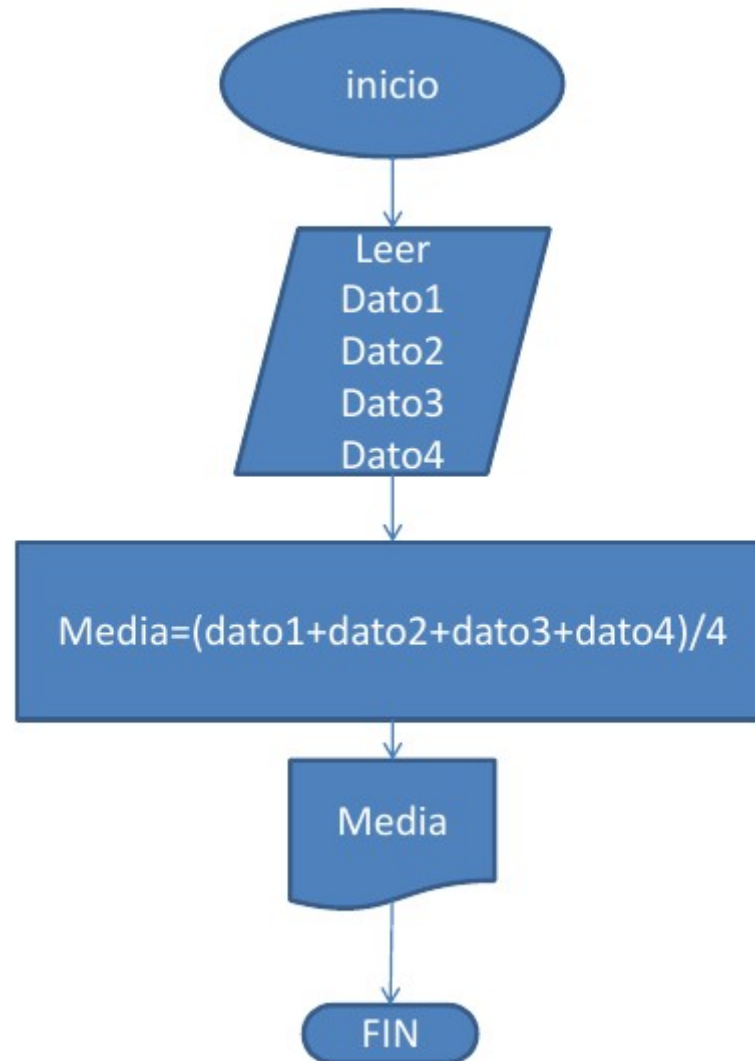 inicio
Leer
Dato1
Dato2
Dato3
Dato4
Media=(dato1+dato2+dato3+dato4)/4
Media
FIN